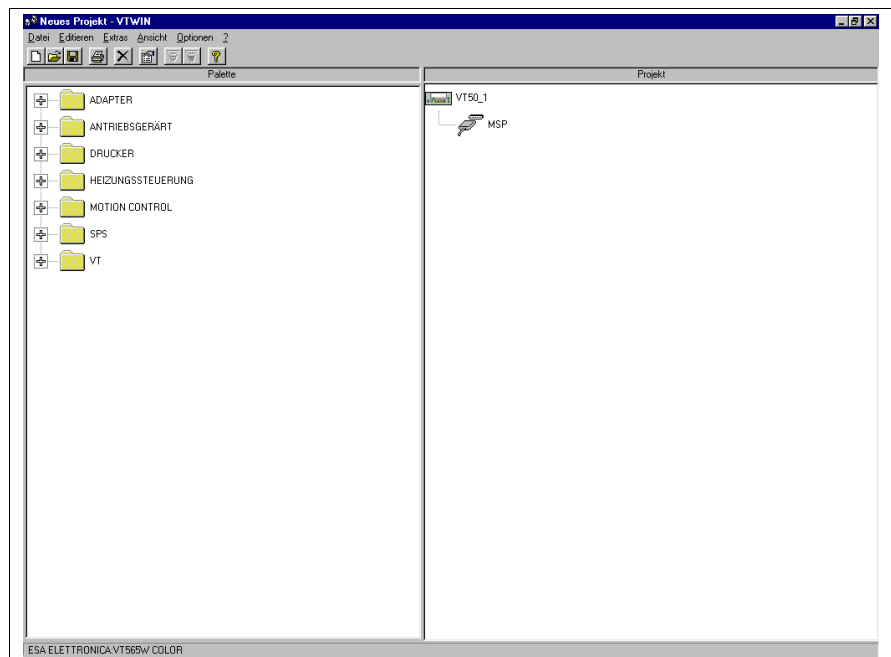 Neues Projekt - VTWIN
Datei Editieren Extras Ansicht Optionen ?
Palette
Projekt
ADAPTER
ANTRIEBSGERÄRT
DRUCKER
HEIZUNGSSTEUERUNG
MOTION CONTROL
SPS
VT
VT50_1
MSP
ESA ELETTRONICA:VT565W COLOR